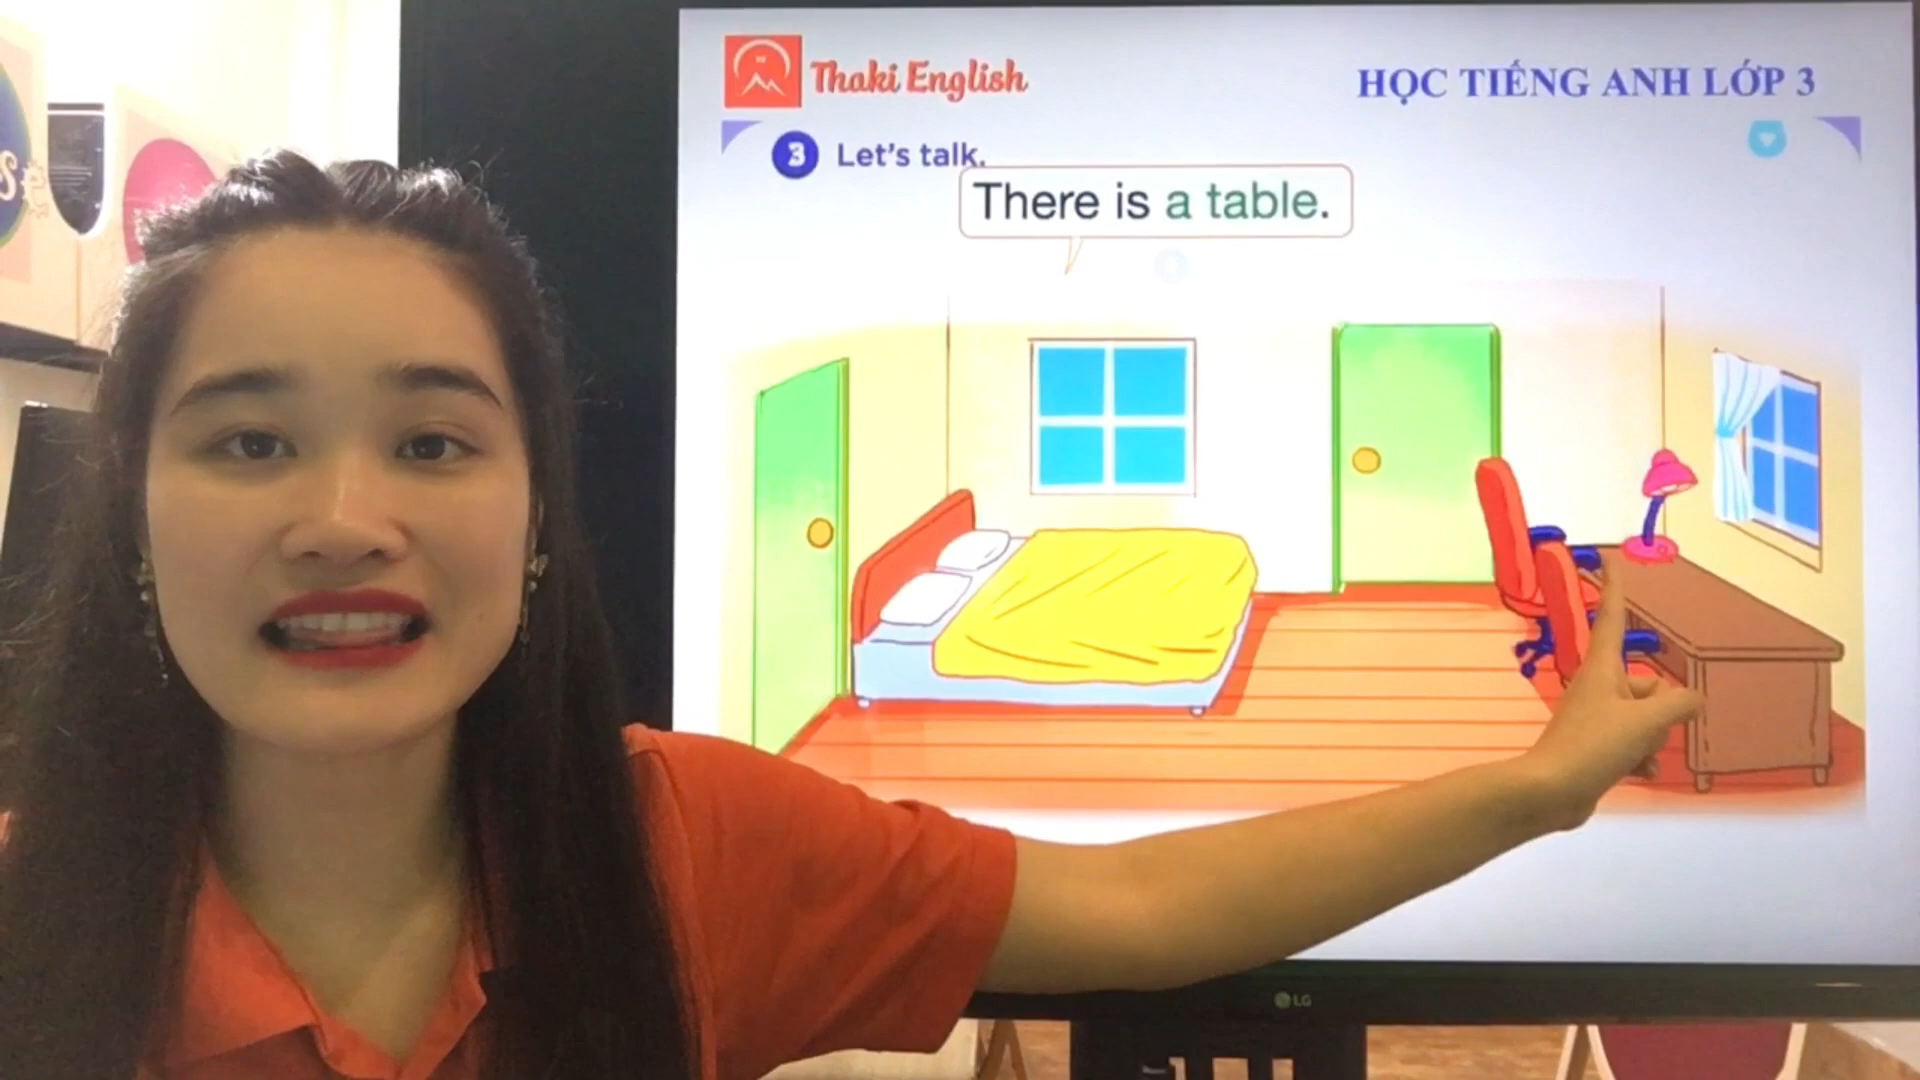 Thaki English
HỌC TIẾNG ANH LỚP 3
3 Let's talk.
There is a table.
LG